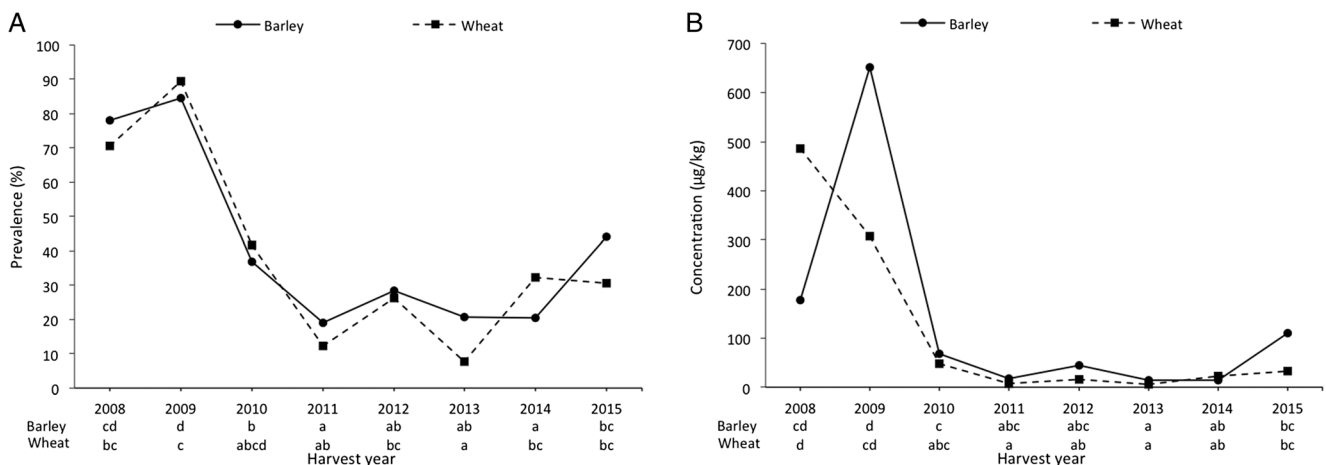 A
Barley Wheat
100
90
80
70
60
50
40
30
20
10
0
Prevalence (%)
2008 2009 2010 2011 2012 2013 2014 2015
Barley cd d b a ab ab a bc
Wheat bc c abcd ab bc a bc bc
Harvest year
B
Barley Wheat
700
600
500
400
300
200
100
0
Concentration (µg/kg)
2008 2009 2010 2011 2012 2013 2014 2015
Barley cd d c abc abc a ab bc
Wheat d cd abc a ab a ab bc
Harvest year